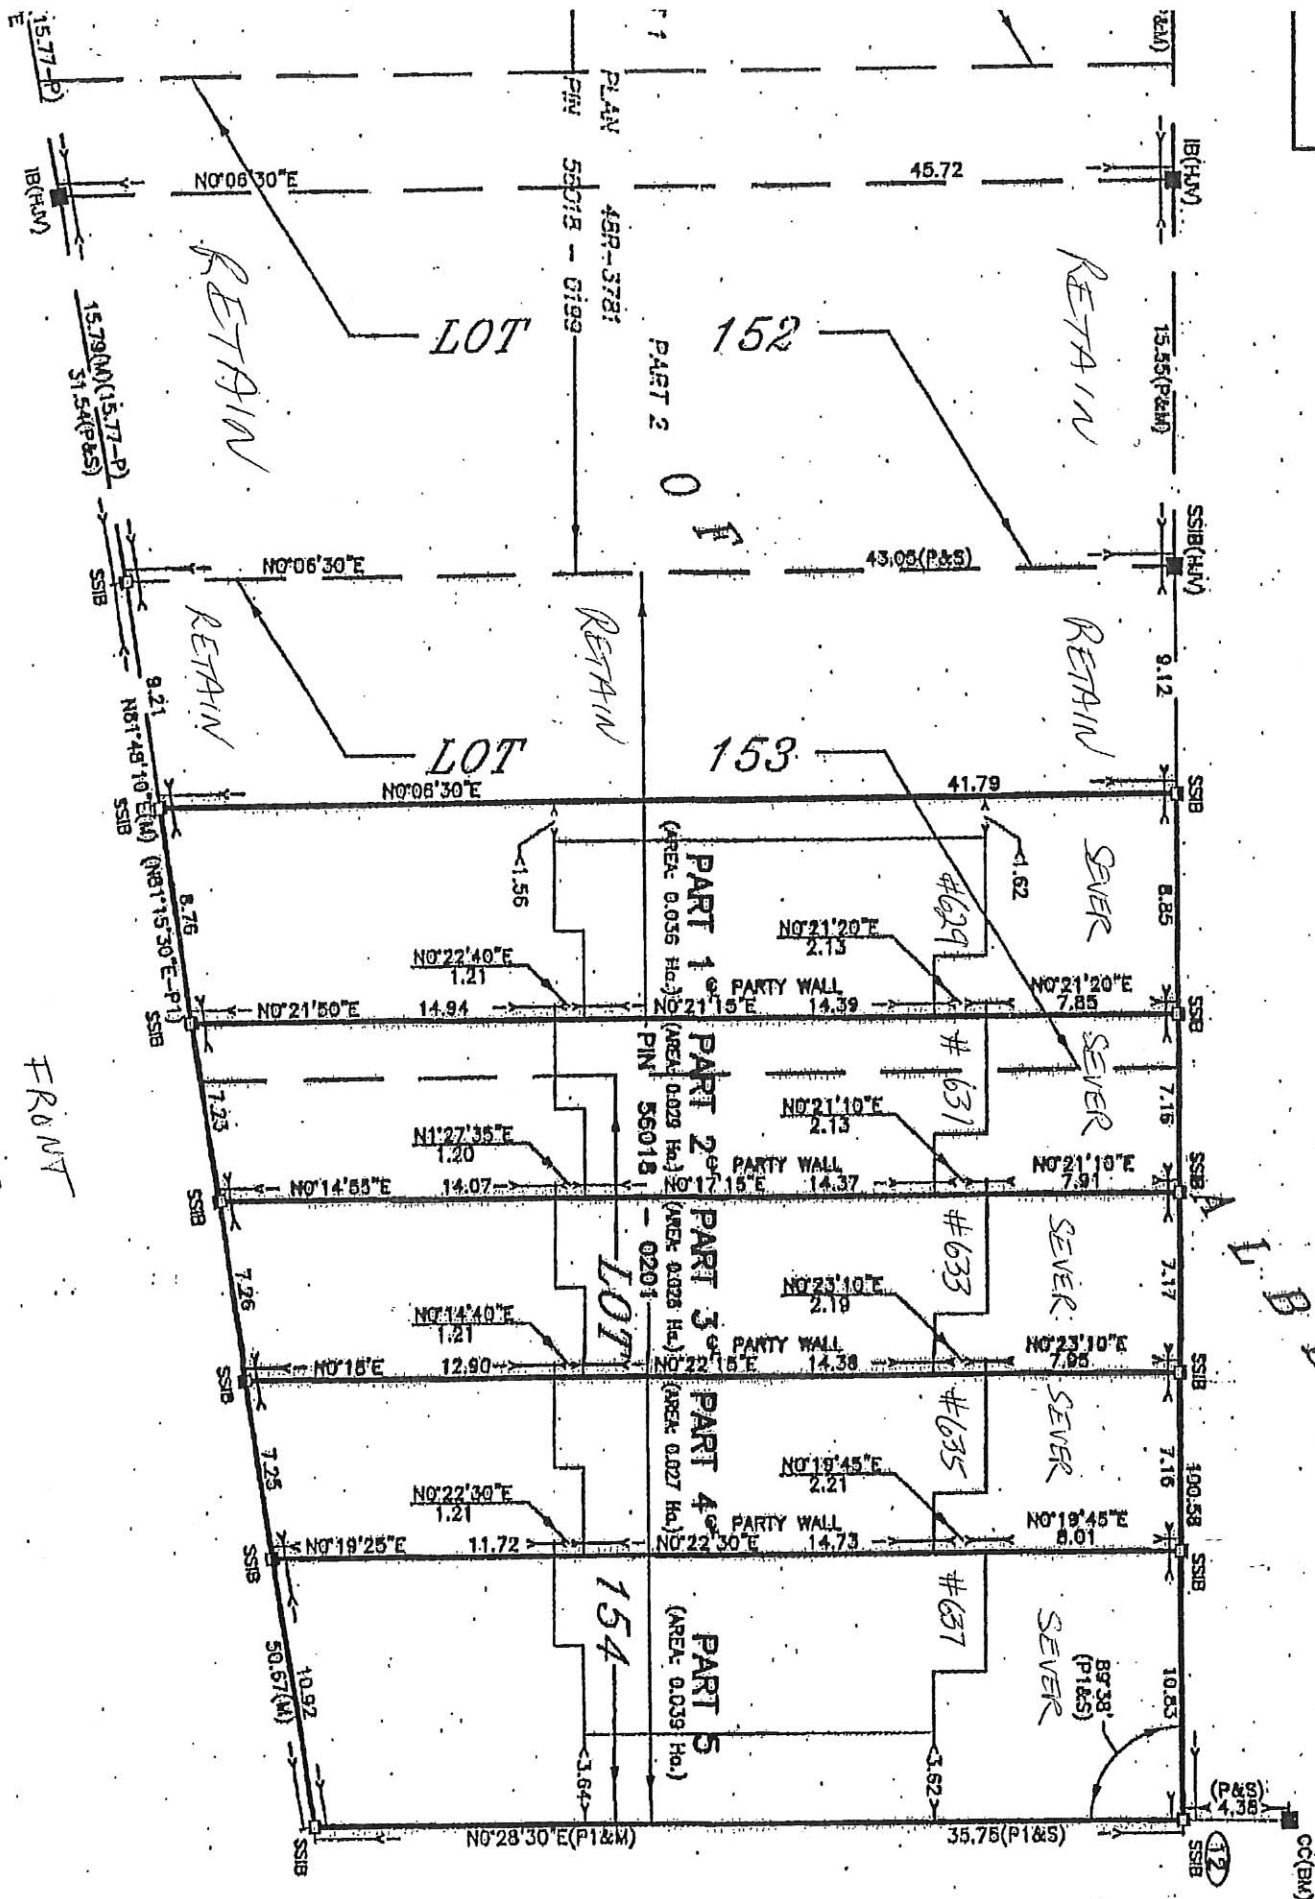 (P&M)
T 1
15.77-P)
E
PLAN 48R-3781
PIN 56018 - 0199
IB(HJV)
N0°06'30"E
45.72
IB(HJV)
RETAIN
RETAIN
15.55(P&M)
LOT
152
PART 2
15.79(M)(15.77-P)
31.54(P&S)
O F
SSIB(HJV)
SSIB
N0°06'30"E
43.05(P&S)
RETAIN
RETAIN
RETAIN
9.12
9.21
LOT
153
N81°48'10"E(M) (N81°15'30"E-P1)
SSIB
N0°06'30"E
41.79
SSIB
1.56
1.62
SEVER
8.85
8.76
PART 1
(AREA: 0.036 Ha.)
#629
N0°22'40"E
1.21
N0°21'20"E
2.13
N0°21'20"E
7.85
PARTY WALL
SSIB
N0°21'50"E
14.94
N0°21'15"E
14.39
SSIB
FRONT
PART 2
(AREA: 0.029 Ha.)
# 631
SEVER
7.16
7.23
PIN 56018 - 0201
N1°27'35"E
1.20
N0°21'10"E
2.13
N0°21'10"E
7.91
PARTY WALL
SSIB
N0°14'55"E
14.07
N0°17'15"E
14.37
SSIB
A L B
PART 3
(AREA: 0.028 Ha.)
#633
SEVER
7.17
7.26
LOT
N0°14'40"E
1.21
N0°23'10"E
2.19
N0°23'10"E
7.95
PARTY WALL
SSIB
N0°16'E
12.90
N0°22'15"E
14.38
SSIB
PART 4
(AREA: 0.027 Ha.)
#635
SEVER
7.16
100.58
7.25
N0°22'30"E
1.21
N0°19'45"E
2.21
N0°19'45"E
8.01
PARTY WALL
SSIB
N0°19'25"E
11.72
N0°22'30"E
14.73
SSIB
154
PART 5
(AREA: 0.039 Ha.)
#637
SEVER
10.83
89°38'
(P1&S)
10.92
50.67(M)
3.64
3.62
(P&S)
4.38
CC(BM)
SSIB
N0°28'30"E(P1&M)
35.75(P1&S)
SSIB
12